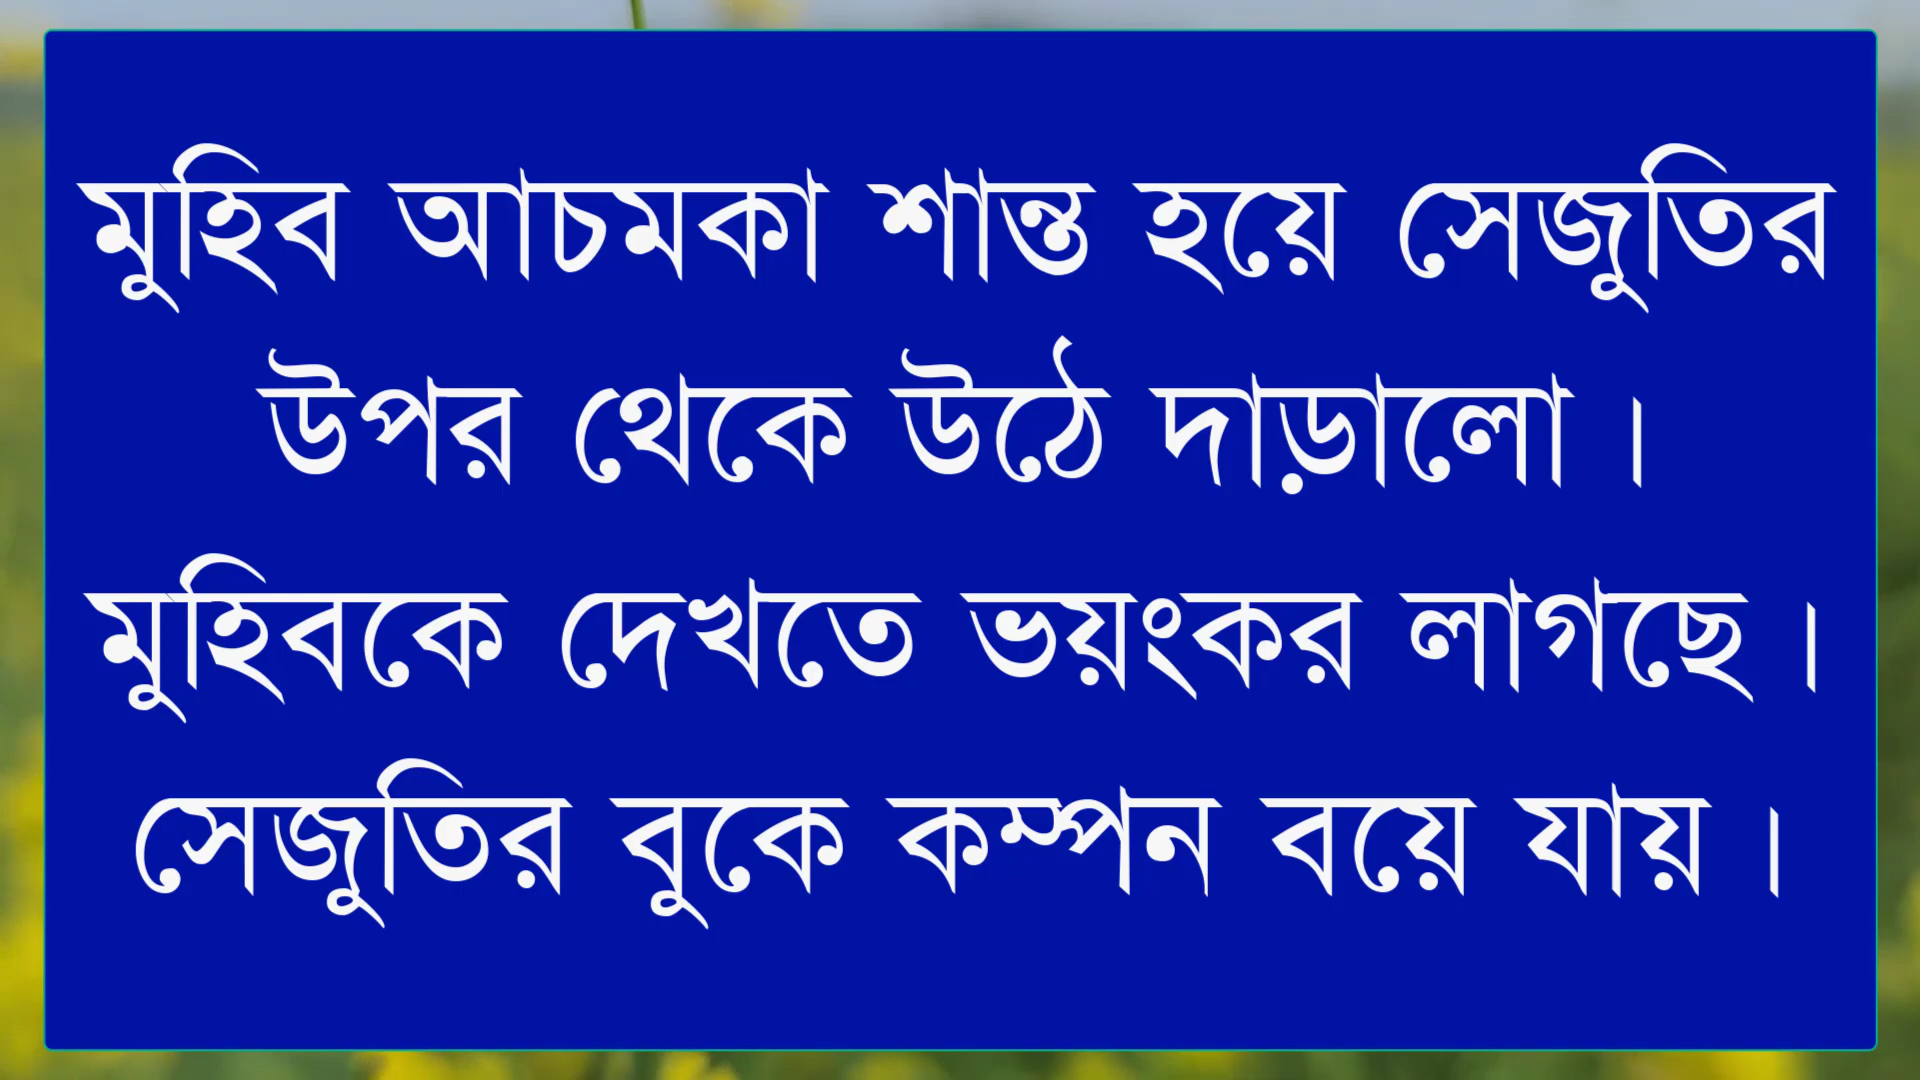 মুহিব আচমকা শান্ত হয়ে সেজুতির
উপর থেকে উঠে দাড়ালো ।
মুহিবকে দেখতে ভয়ংকর লাগছে ।
সেজুতির বুকে কম্পন বয়ে যায় ।